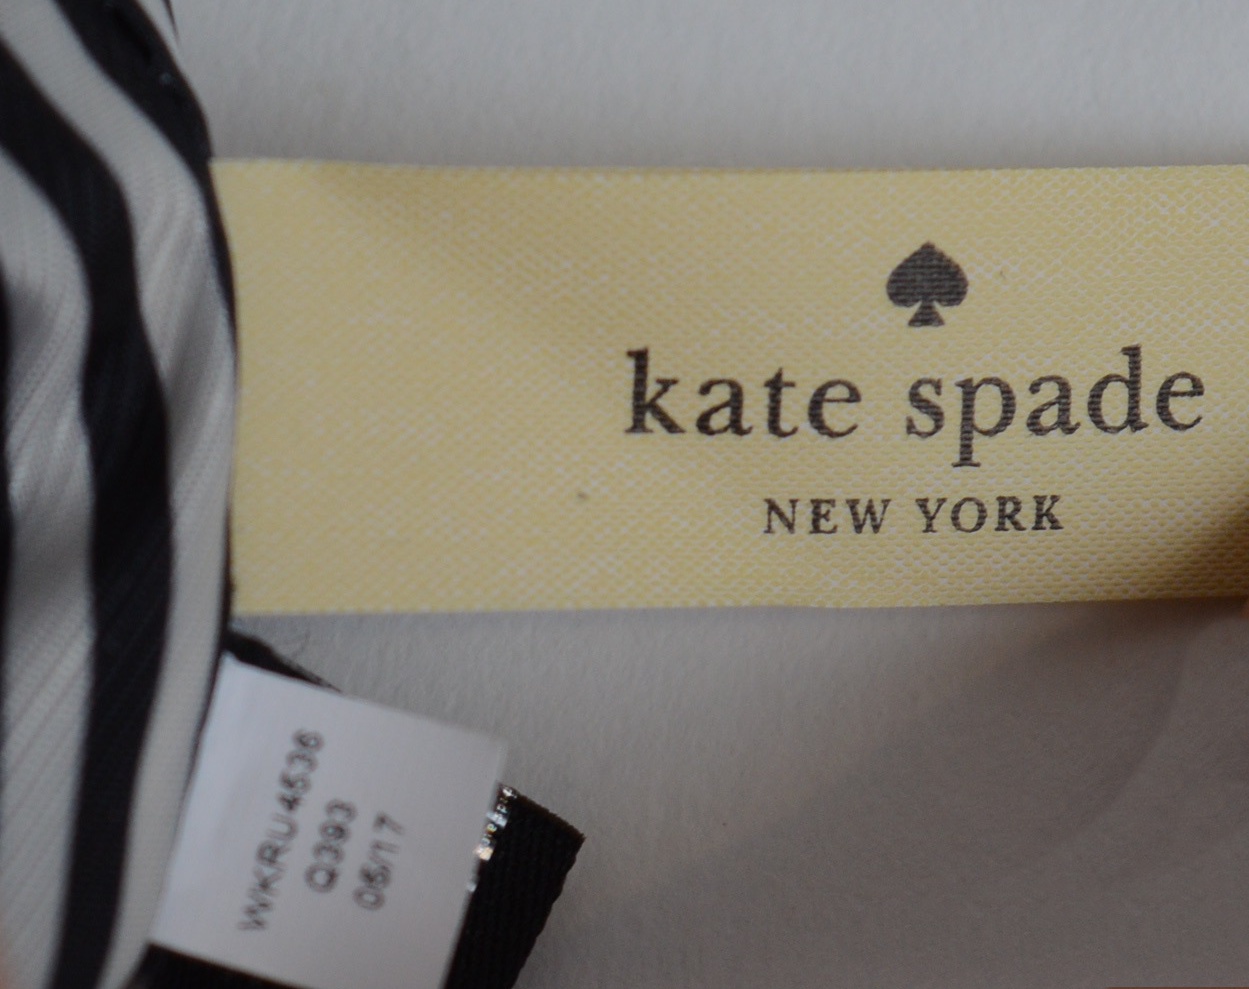 kate spade
NEW YORK
WKRU4536
Q393
05/17